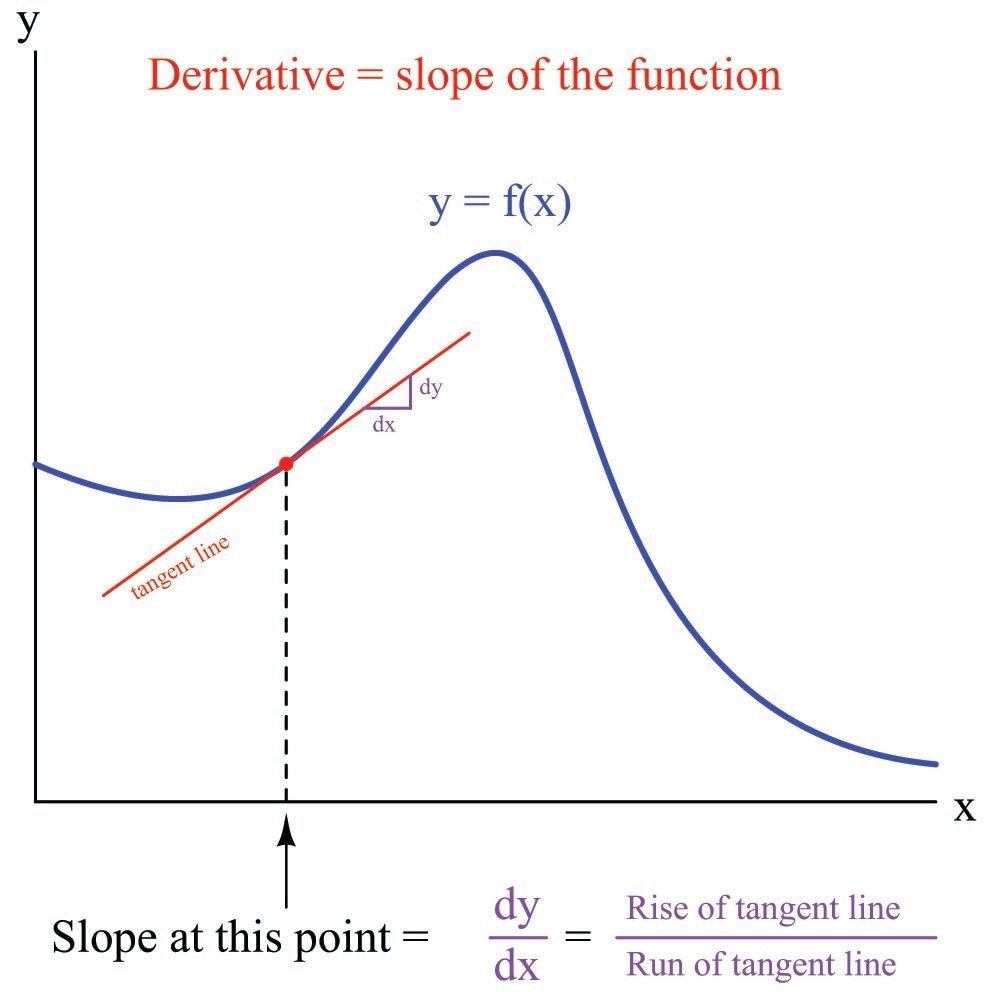 y
Derivative = slope of the function
y = f(x)
dy
dx
tangent line
x
Slope at this point = dy/dx = Rise of tangent line/Run of tangent line